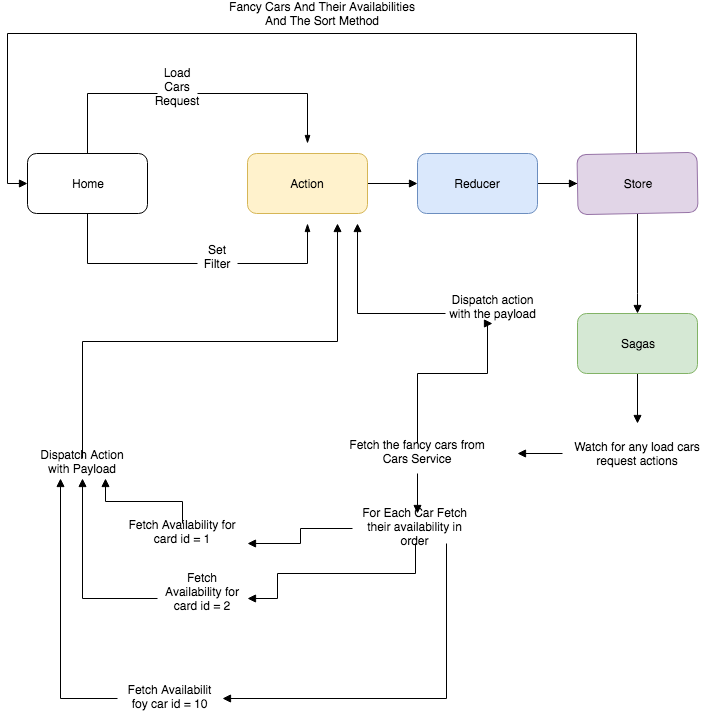 Fancy Cars And Their Availabilities
And The Sort Method
Load
Cars
Request
Home
Action
Reducer
Store
Set
Filter
Dispatch action
with the payload
Sagas
Fetch the fancy cars from
Cars Service
Watch for any load cars
request actions
Dispatch Action
with Payload
For Each Car Fetch
their availability in
order
Fetch Availability for
card id = 1
Fetch
Availability for
card id = 2
Fetch Availabilit
foy car id = 10